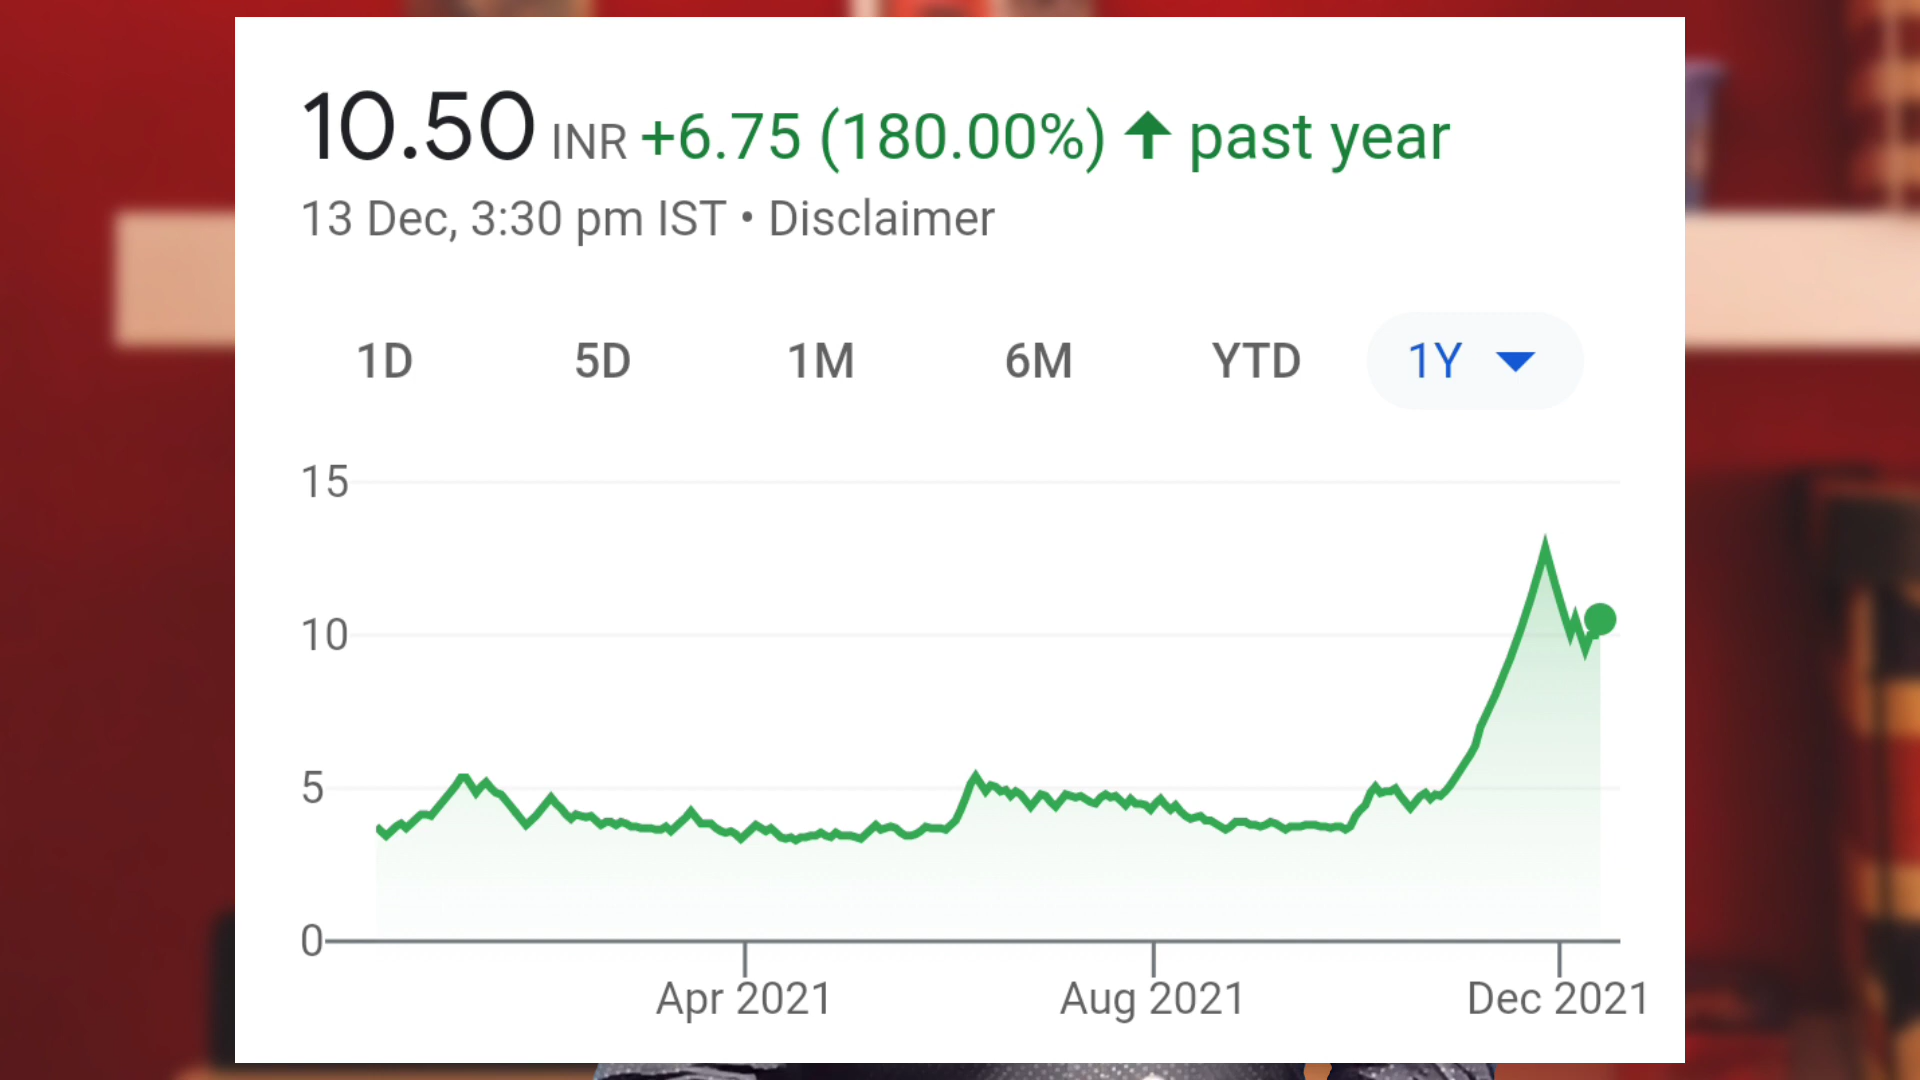 10.50 INR +6.75 (180.00%) ↑ past year
13 Dec, 3:30 pm IST • Disclaimer
1D 5D 1M 6M YTD 1Y
15
10
5
0
Apr 2021 Aug 2021 Dec 2021